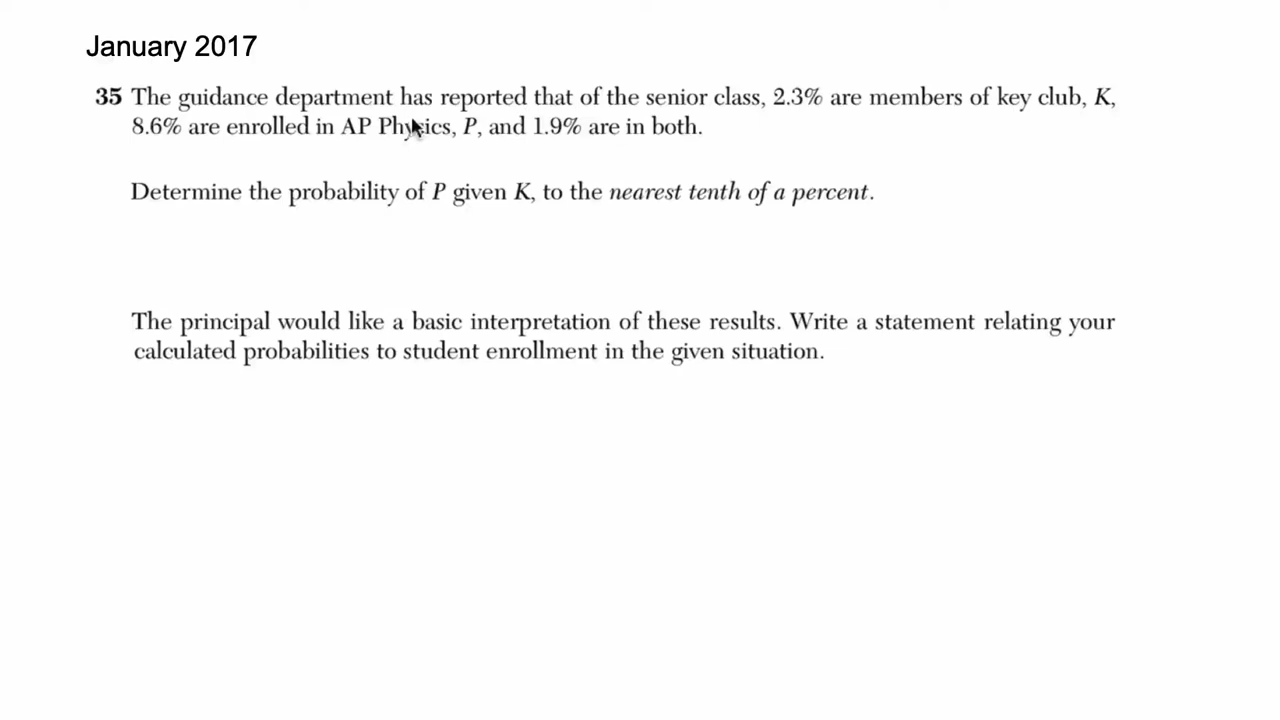 January 2017
35 The guidance department has reported that of the senior class, 2.3% are members of key club, K,
8.6% are enrolled in AP Physics, P, and 1.9% are in both.
Determine the probability of P given K, to the nearest tenth of a percent.
The principal would like a basic interpretation of these results. Write a statement relating your
calculated probabilities to student enrollment in the given situation.